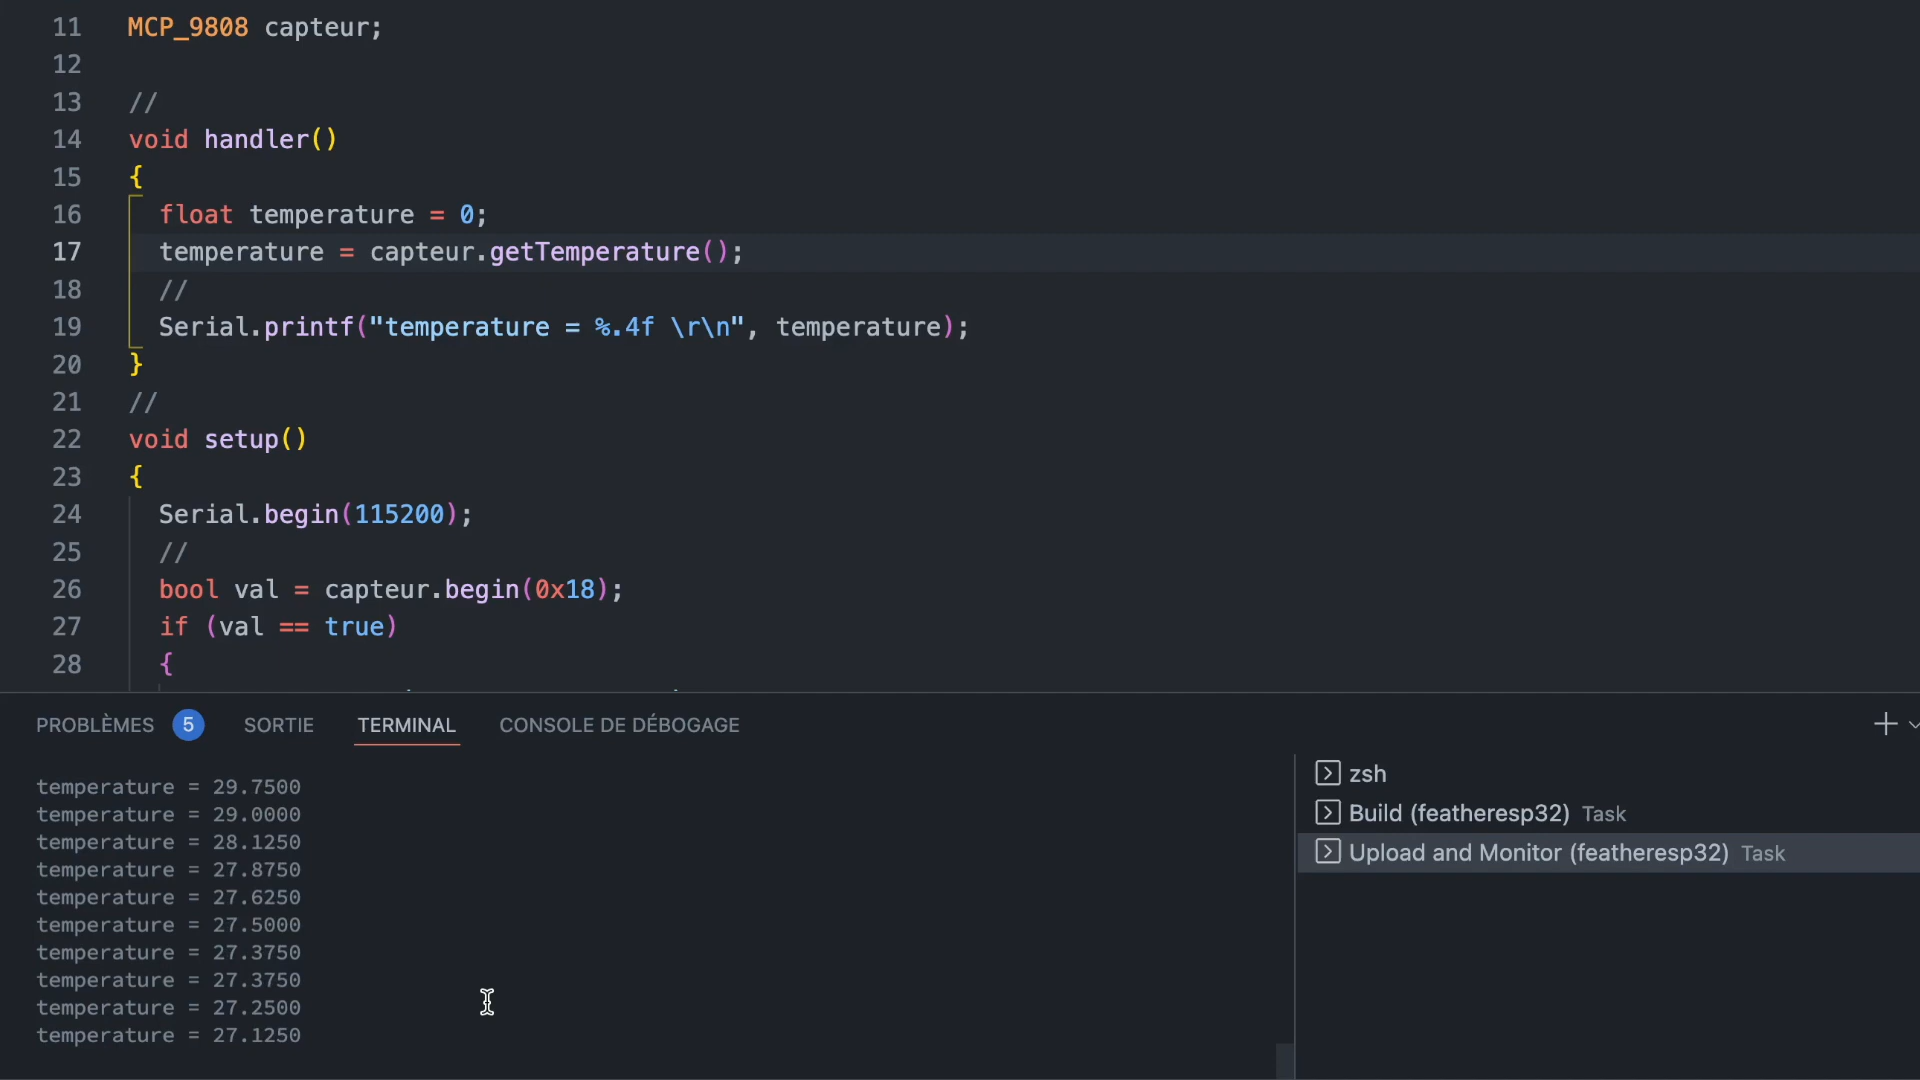 11 MCP_9808 capteur;
12
13 //
14 void handler()
15 {
16 float temperature = 0;
17 temperature = capteur.getTemperature();
18 //
19 Serial.printf("temperature = %.4f \r\n", temperature);
20 }
21 //
22 void setup()
23 {
24 Serial.begin(115200);
25 //
26 bool val = capteur.begin(0x18);
27 if (val == true)
28 {
PROBLÈMES 5 SORTIE TERMINAL CONSOLE DE DÉBOGAGE
temperature = 29.7500
temperature = 29.0000
temperature = 28.1250
temperature = 27.8750
temperature = 27.6250
temperature = 27.5000
temperature = 27.3750
temperature = 27.3750
temperature = 27.2500
temperature = 27.1250
zsh
Build (featheresp32) Task
Upload and Monitor (featheresp32) Task